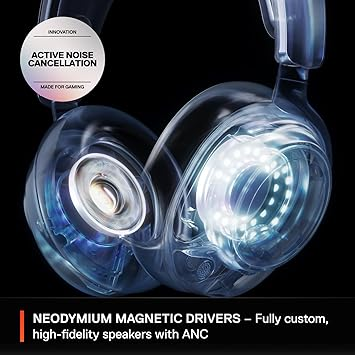 INNOVATION
ACTIVE NOISE
CANCELLATION
MADE FOR GAMING
NEODYMIUM MAGNETIC DRIVERS – Fully custom,
high-fidelity speakers with ANC